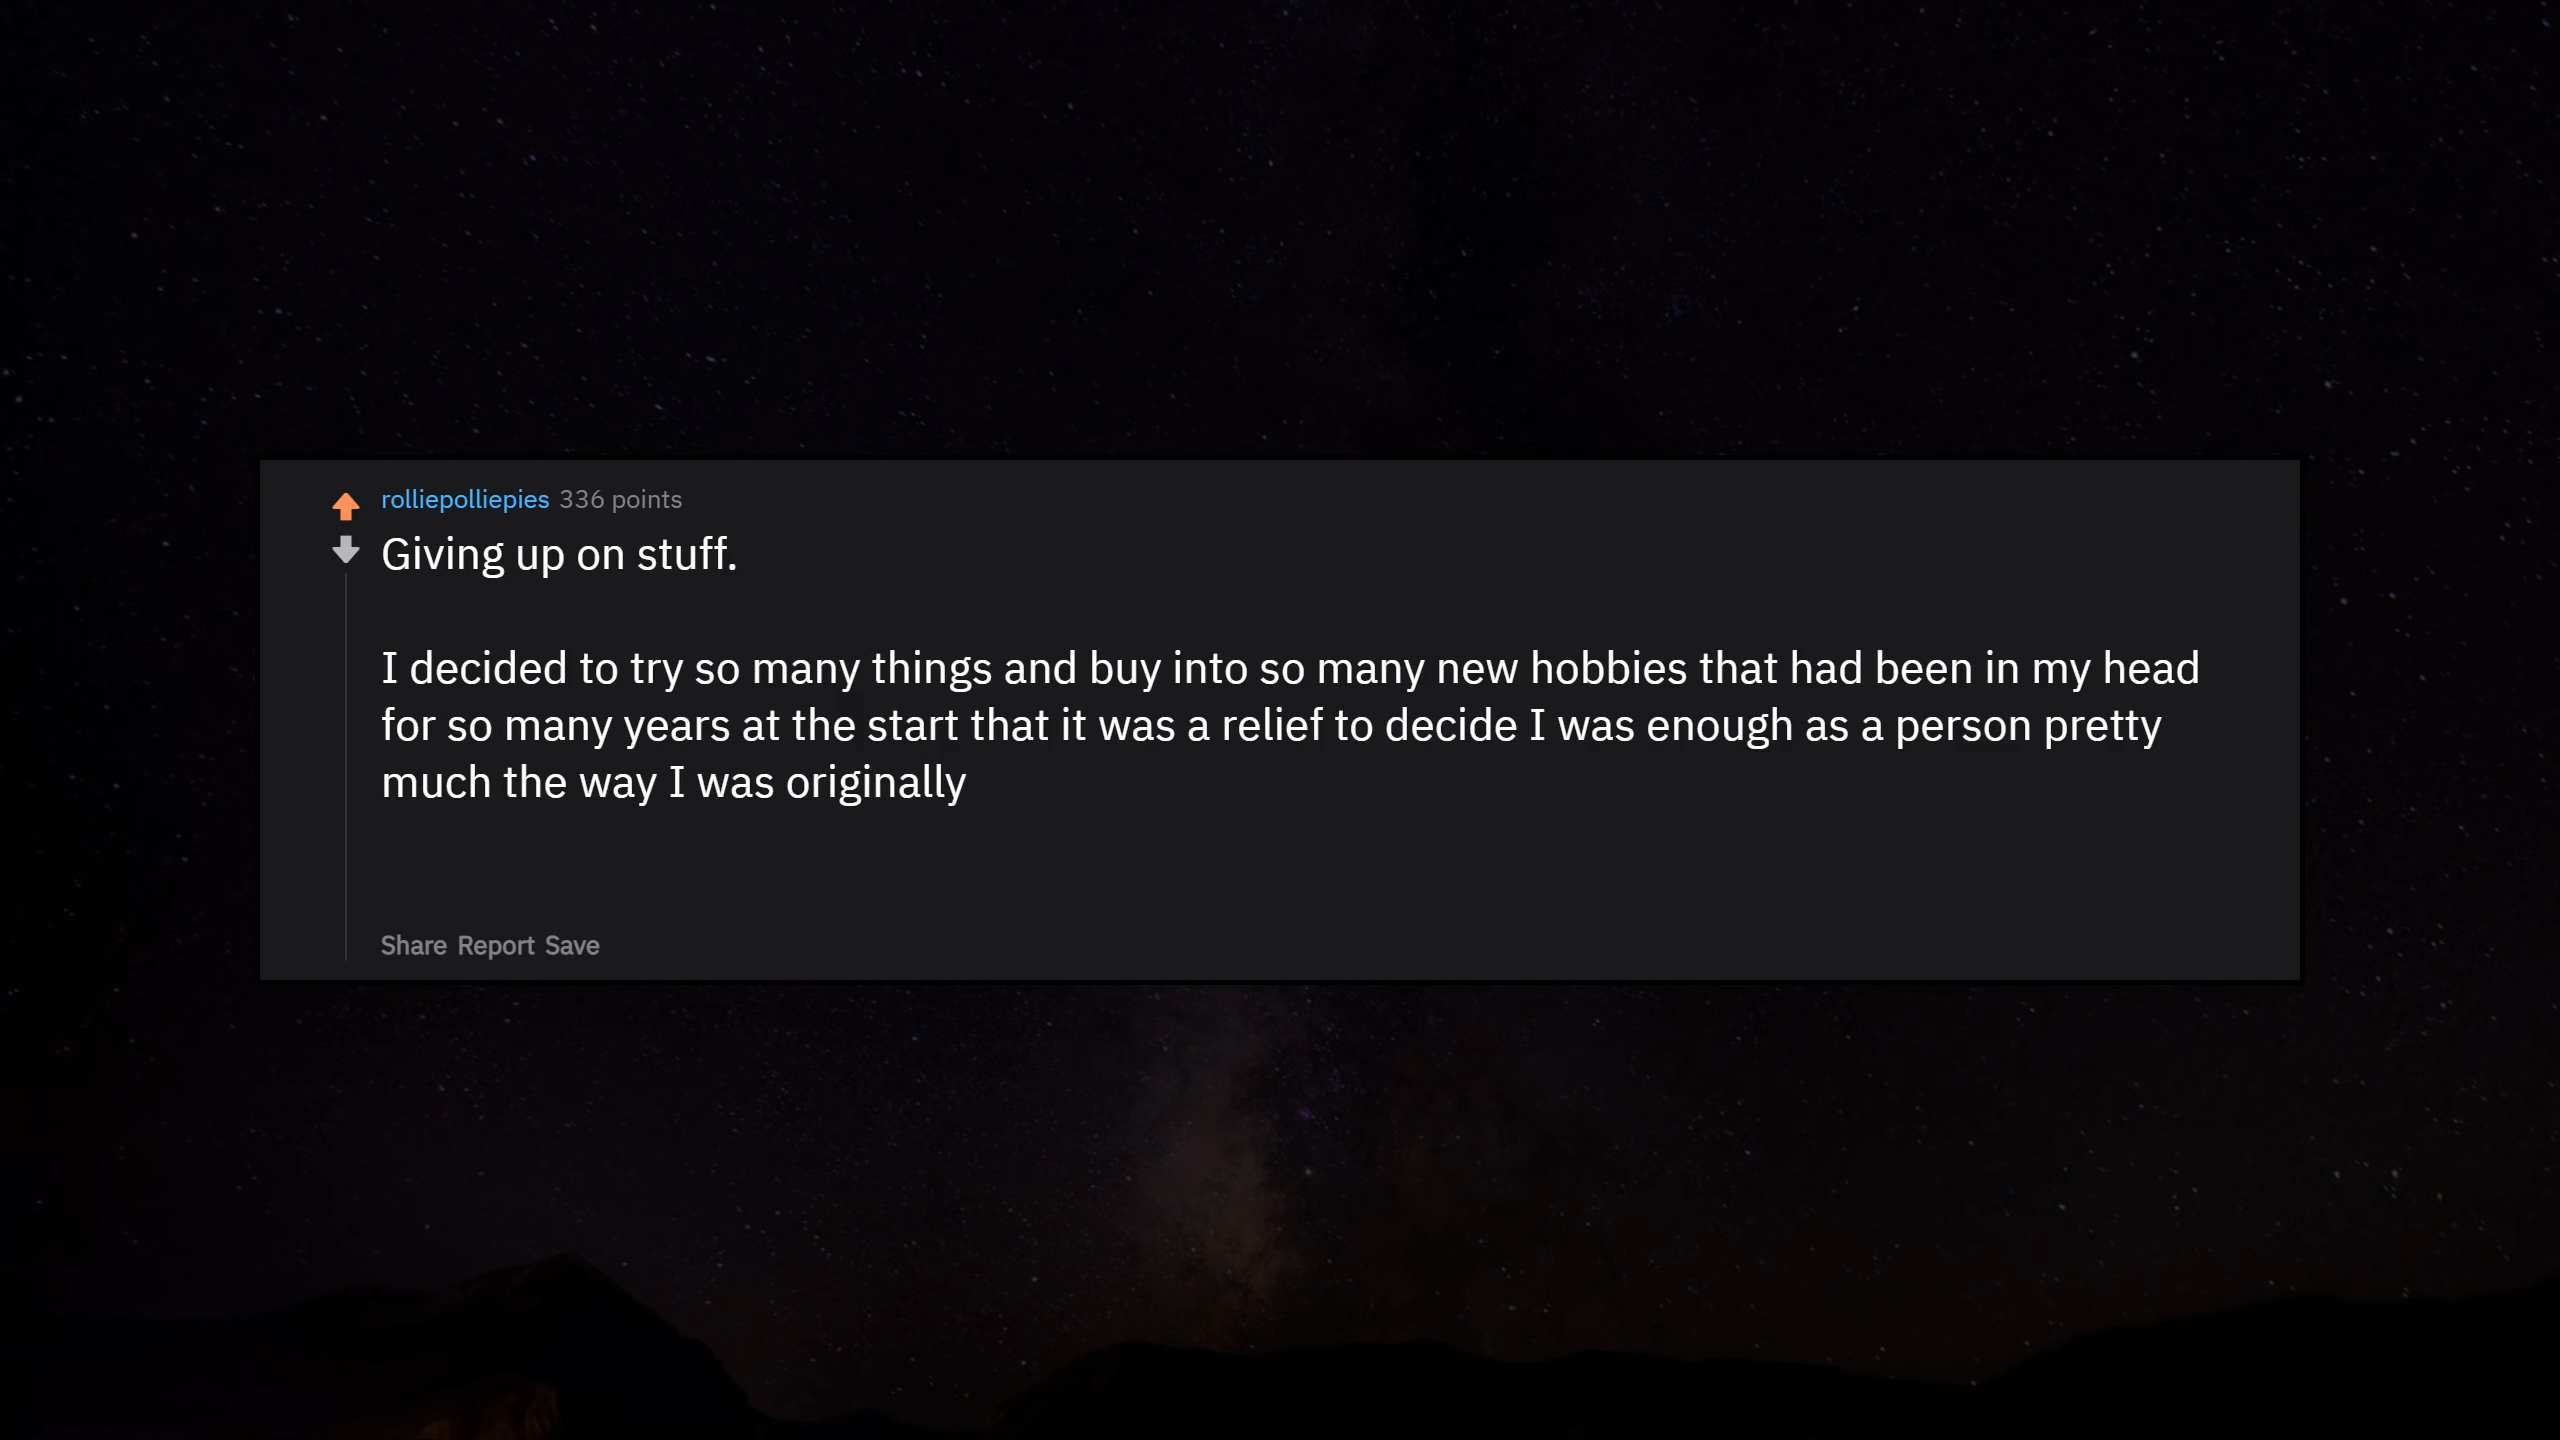 rolliepolliepies 336 points
Giving up on stuff.
I decided to try so many things and buy into so many new hobbies that had been in my head
for so many years at the start that it was a relief to decide I was enough as a person pretty
much the way I was originally
Share Report Save